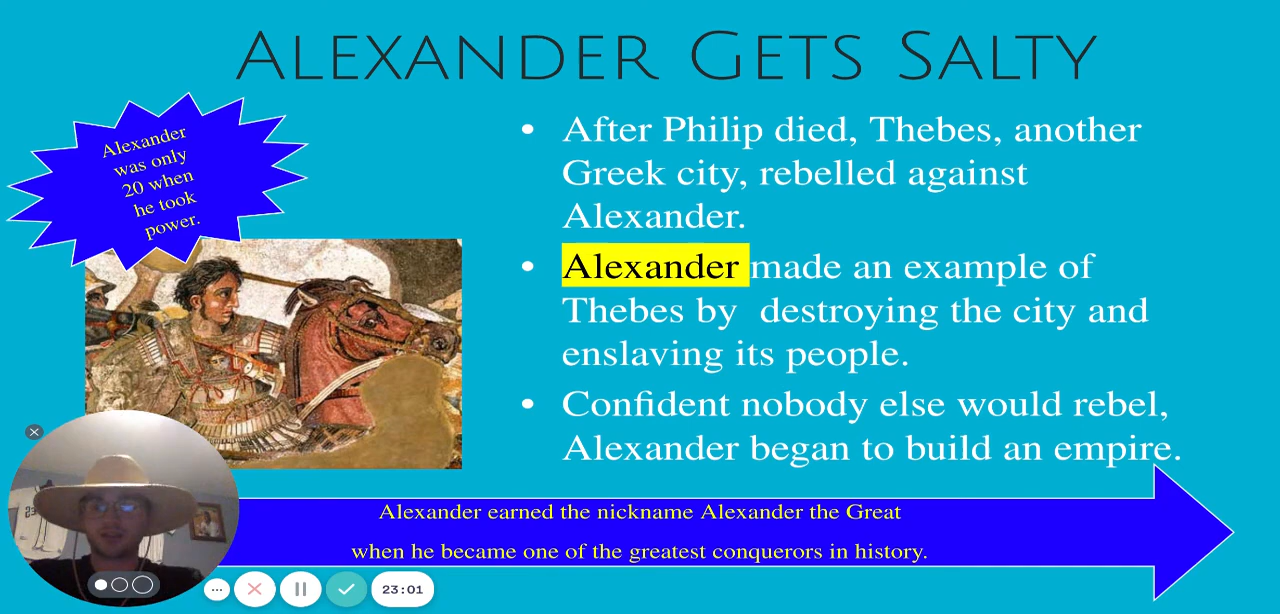 ALEXANDER GETS SALTY
Alexander
was only
20 when
he took
power.
• After Philip died, Thebes, another
Greek city, rebelled against
Alexander.
• Alexander made an example of
Thebes by  destroying the city and
enslaving its people.
• Confident nobody else would rebel,
Alexander began to build an empire.
Alexander earned the nickname Alexander the Great
when he became one of the greatest conquerors in history.
23:01